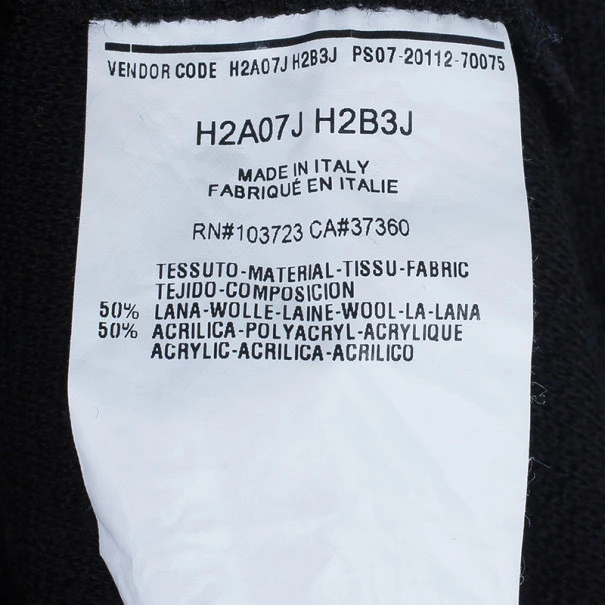 VENDOR CODE H2A07J H2B3J PS07-20112-70075
H2A07J H2B3J
MADE IN ITALY
FABRIQUÉ EN ITALIE
RN#103723 CA#37360
TESSUTO-MATERIAL-TISSU-FABRIC
TEJIDO-COMPOSICION
50% LANA-WOLLE-LAINE-WOOL-LA-LANA
50% ACRILICA-POLYACRYL-ACRYLIQUE
ACRYLIC-ACRILICA-ACRILICO